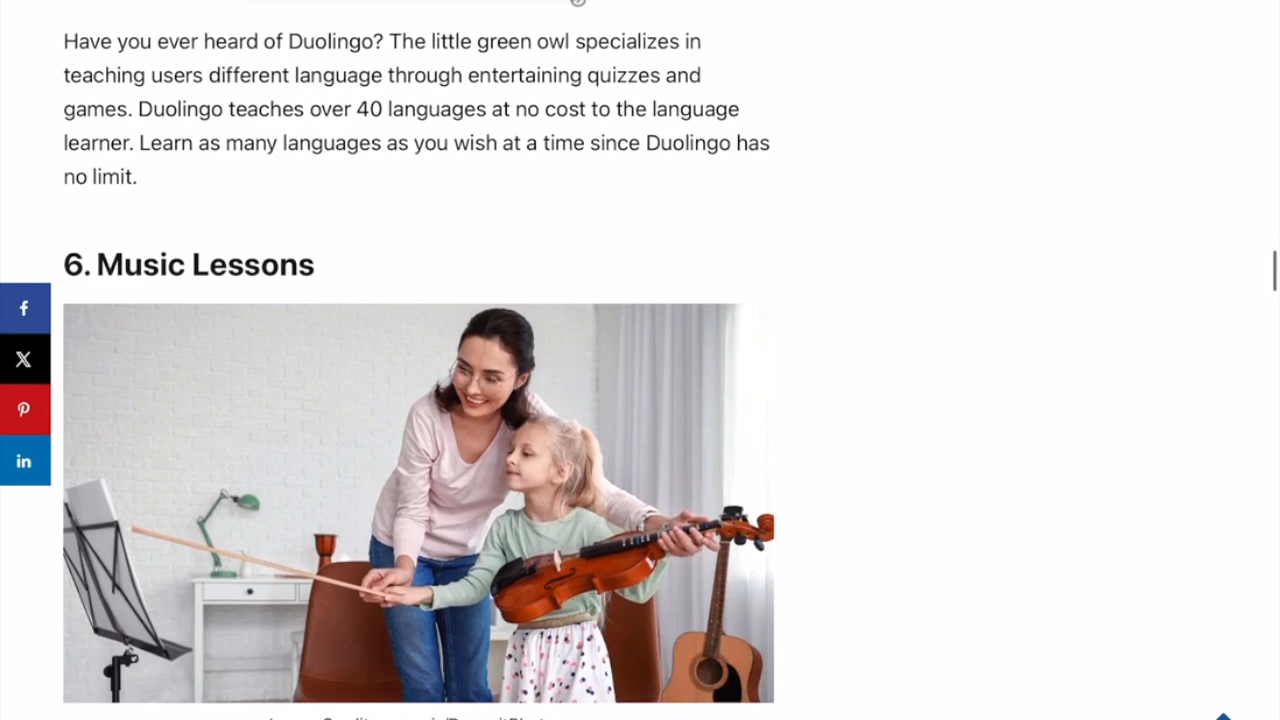 Have you ever heard of Duolingo? The little green owl specializes in
teaching users different language through entertaining quizzes and
games. Duolingo teaches over 40 languages at no cost to the language
learner. Learn as many languages as you wish at a time since Duolingo has
no limit.
6. Music Lessons
f
X
in